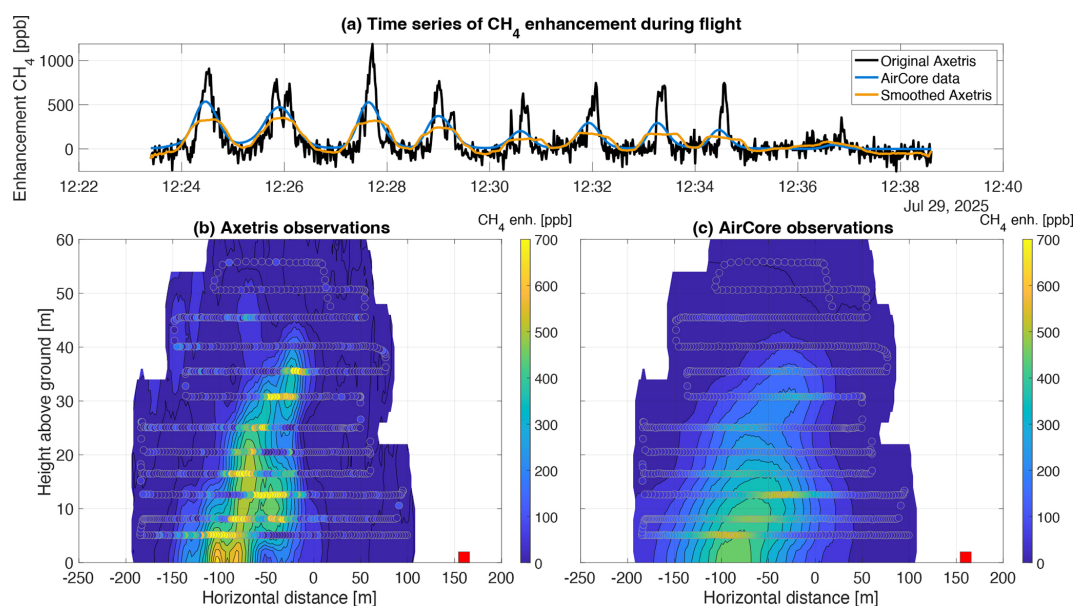 (a) Time series of CH4 enhancement during flight
Enhancement CH4 [ppb]
1000
500
0
Original Axetris
AirCore data
Smoothed Axetris
12:22 12:24 12:26 12:28 12:30 12:32 12:34 12:36 12:38 12:40
Jul 29, 2025
(b) Axetris observations
CH4 enh. [ppb]
Height above ground [m]
60
50
40
30
20
10
0
-250 -200 -150 -100 -50 0 50 100 150 200
Horizontal distance [m]
700
600
500
400
300
200
100
0
(c) AirCore observations
CH4 enh. [ppb]
-250 -200 -150 -100 -50 0 50 100 150 200
Horizontal distance [m]
700
600
500
400
300
200
100
0